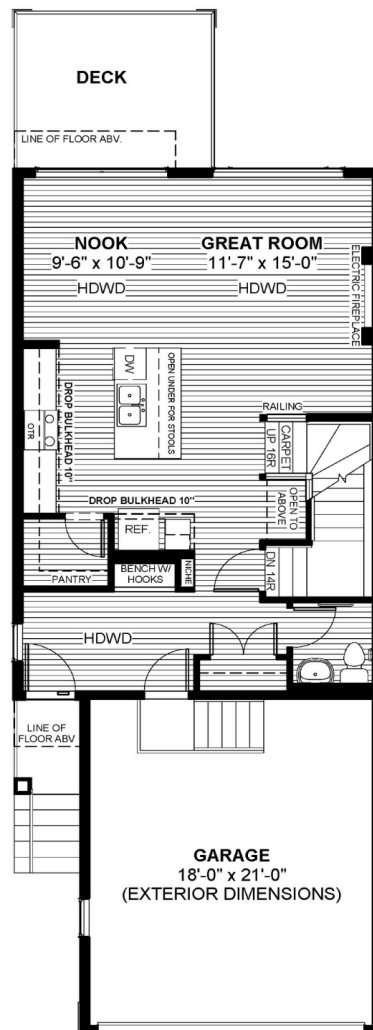 DECK
LINE OF FLOOR ABV.
NOOK
9'-6" x 10'-9"
HDWD
GREAT ROOM
11'-7" x 15'-0"
HDWD
ELECTRIC FIREPLACE
DW
OPEN UNDER FOR STOOLS
DROP BULKHEAD 10"
OTR
RAILING
CARPET
UP 16R
DROP BULKHEAD 10"
OPEN TO
ABOVE
REF.
PANTRY
BENCH W/
HOOKS
NICHE
DN 14R
HDWD
LINE OF
FLOOR ABV
GARAGE
18'-0" x 21'-0"
(EXTERIOR DIMENSIONS)